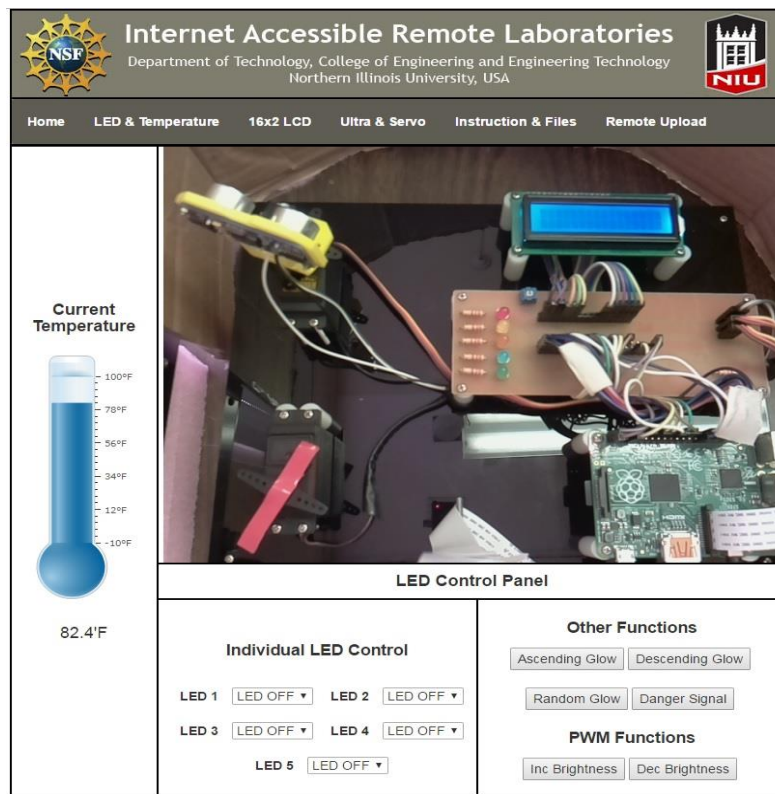 NSF
Internet Accessible Remote Laboratories
Department of Technology, College of Engineering and Engineering Technology
Northern Illinois University, USA
NIU
Home LED & Temperature 16x2 LCD Ultra & Servo Instruction & Files Remote Upload
Current
Temperature
100°F
78°F
56°F
34°F
12°F
-10°F
82.4'F
HDMI
LED Control Panel
Individual LED Control
LED 1 LED OFF LED 2 LED OFF
LED 3 LED OFF LED 4 LED OFF
LED 5 LED OFF
Other Functions
Ascending Glow Descending Glow
Random Glow Danger Signal
PWM Functions
Inc Brightness Dec Brightness